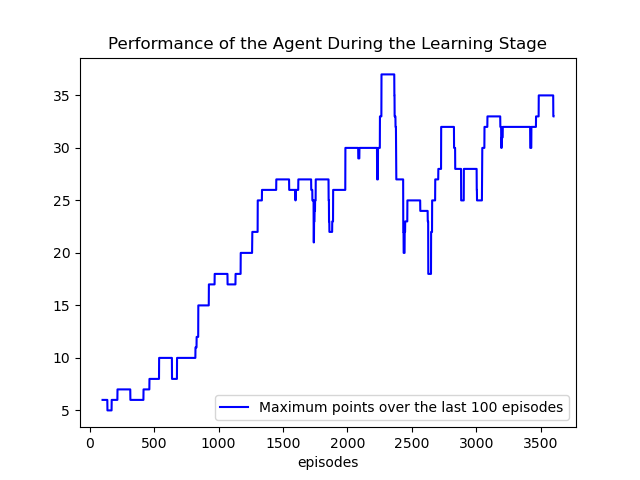 Performance of the Agent During the Learning Stage
35
30
25
20
15
10
5
Maximum points over the last 100 episodes
0 500 1000 1500 2000 2500 3000 3500
episodes